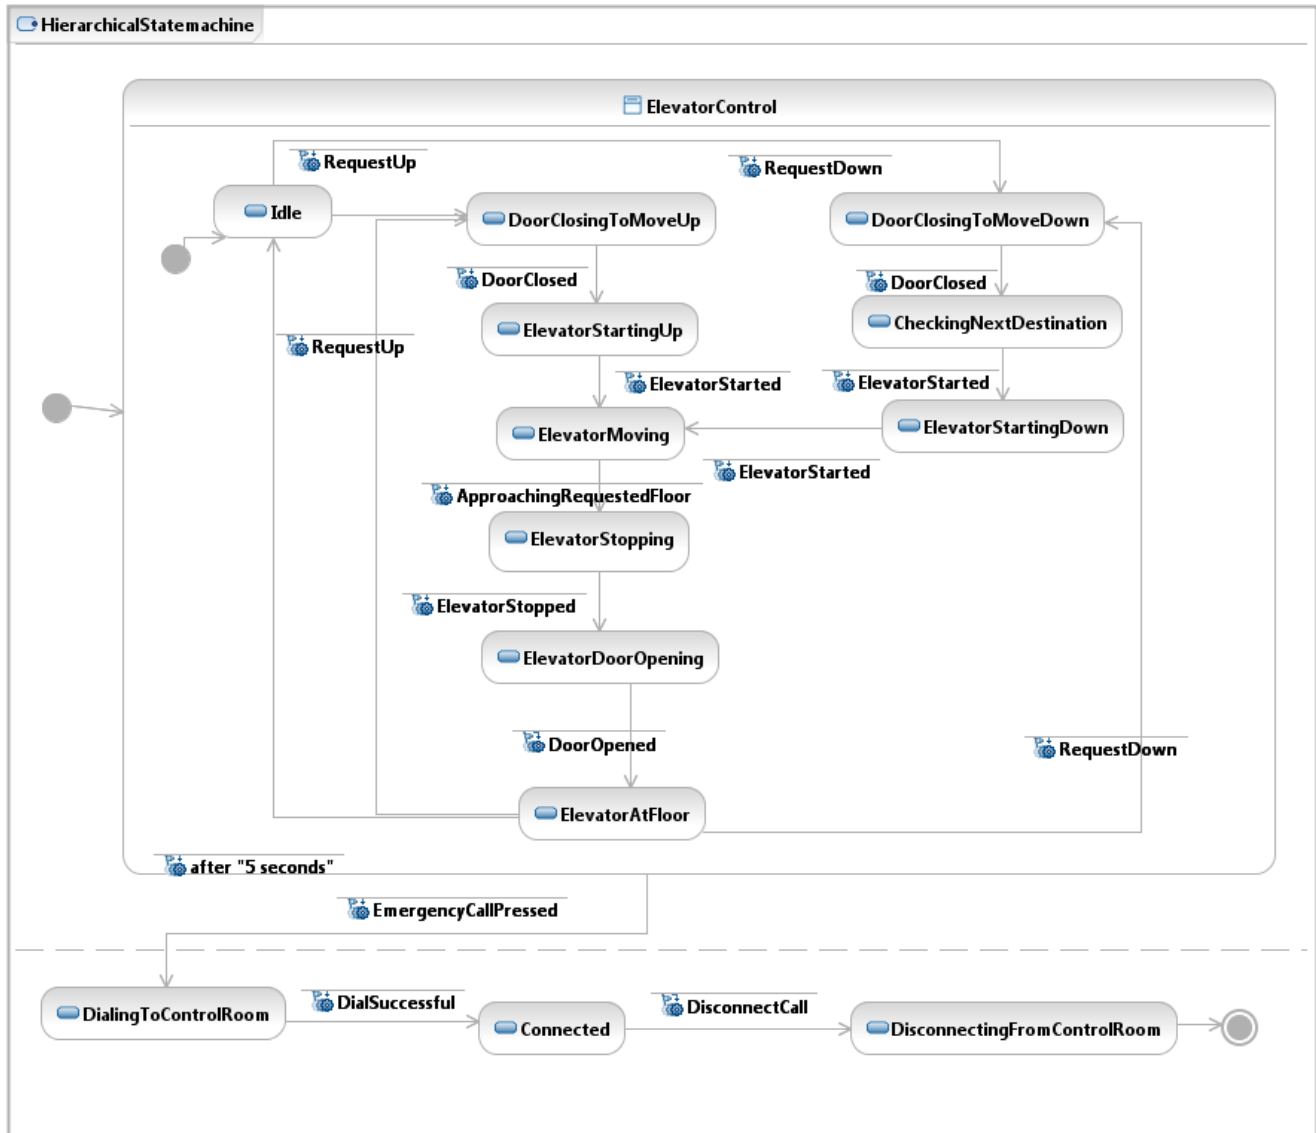 HierarchicalStatemachine
ElevatorControl
RequestUp
RequestDown
Idle
DoorClosingToMoveUp
DoorClosingToMoveDown
DoorClosed
DoorClosed
ElevatorStartingUp
CheckingNextDestination
RequestUp
ElevatorStarted
ElevatorStarted
ElevatorMoving
ElevatorStartingDown
ElevatorStarted
ApproachingRequestedFloor
ElevatorStopping
ElevatorStopped
ElevatorDoorOpening
DoorOpened
RequestDown
ElevatorAtFloor
after "5 seconds"
EmergencyCallPressed
DialingToControlRoom
DialSuccessful
Connected
DisconnectCall
DisconnectingFromControlRoom